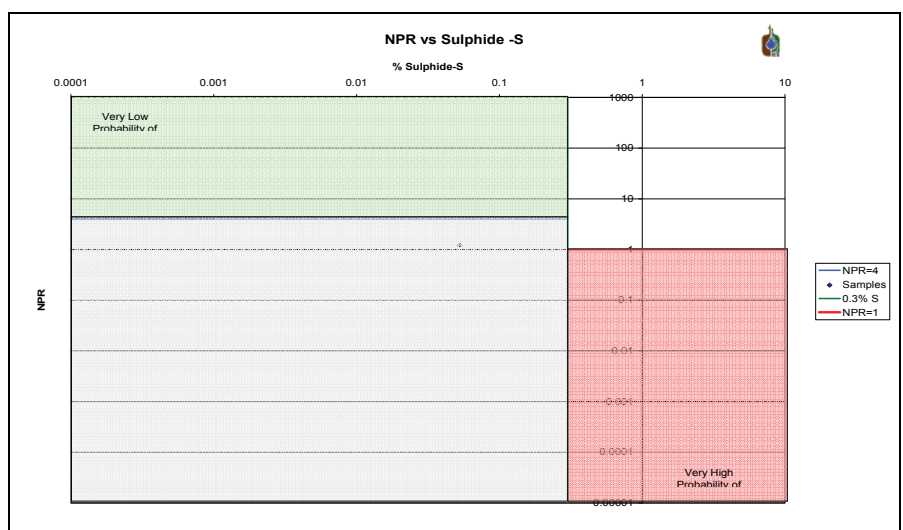 NPR vs Sulphide -S
% Sulphide-S
0.0001 0.001 0.01 0.1 1 10
1000
100
10
1
0.1
0.01
0.001
0.0001
0.00001
Very Low
Probability of
NPR
Very High
Probability of
NPR=4
Samples
0.3% S
NPR=1